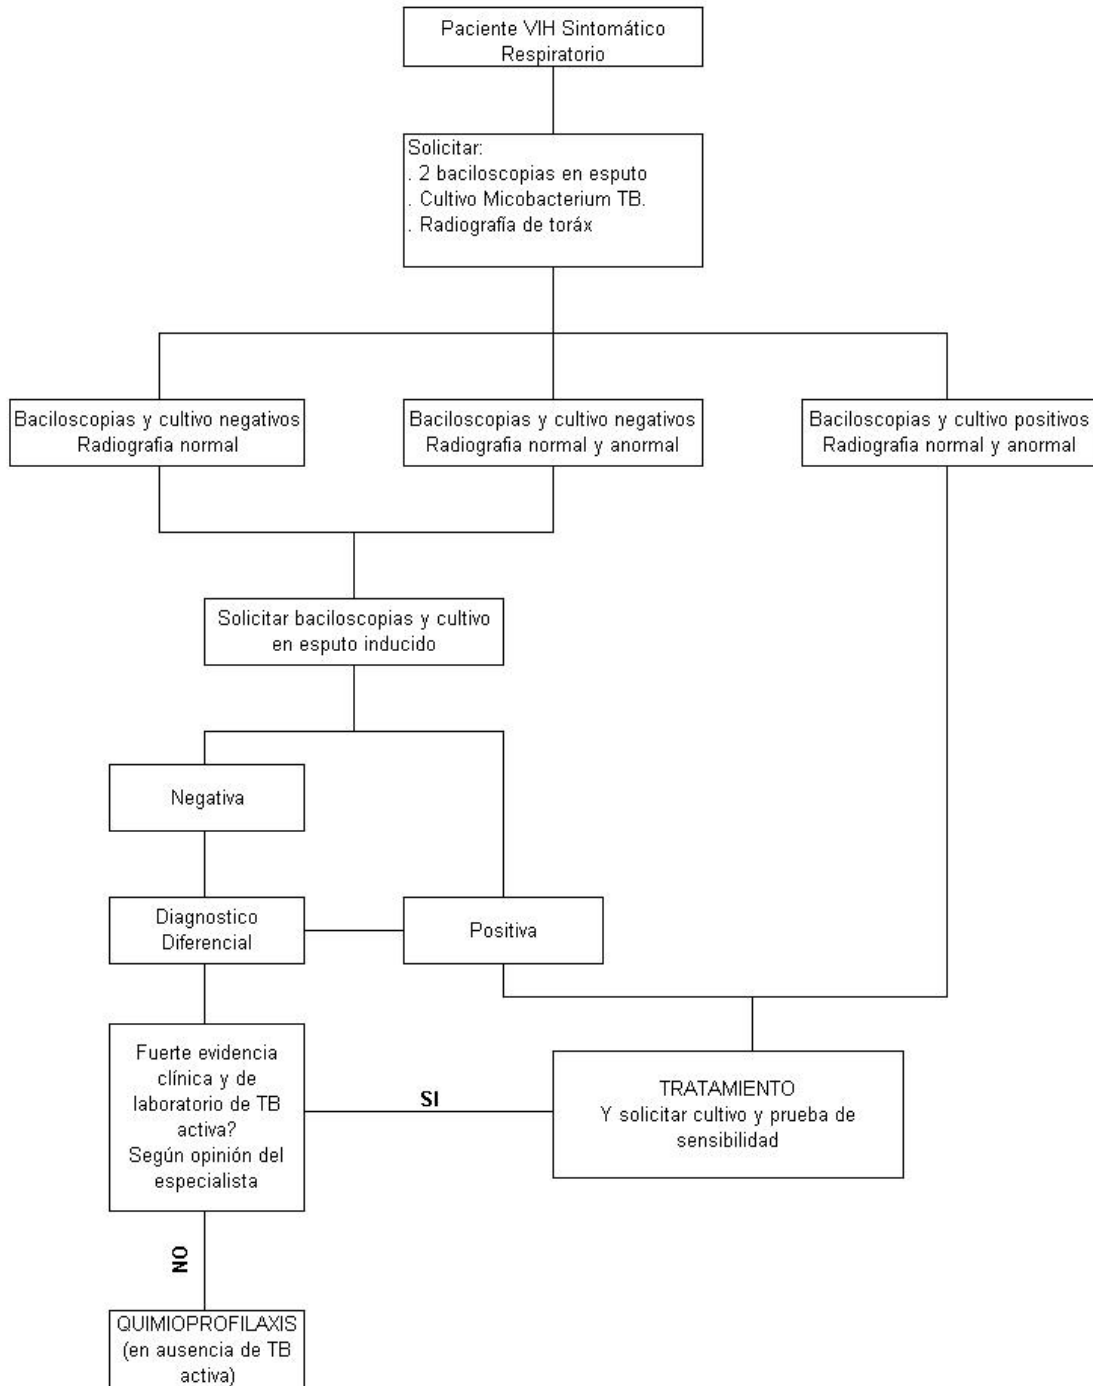 Paciente VIH Sintomático
Respiratorio
Solicitar:
. 2 baciloscopias en esputo
. Cultivo Micobacterium TB.
. Radiografía de toráx
Baciloscopias y cultivo negativos
Radiografia normal
Baciloscopias y cultivo negativos
Radiografia normal y anormal
Baciloscopias y cultivo positivos
Radiografia normal y anormal
Solicitar baciloscopias y cultivo
en esputo inducido
Negativa
Diagnostico
Diferencial
Positiva
Fuerte evidencia
clínica y de
laboratorio de TB
activa?
Según opinión del
especialista
SI
TRATAMIENTO
Y solicitar cultivo y prueba de
sensibilidad
NO
QUIMIOPROFILAXIS
(en ausencia de TB
activa)